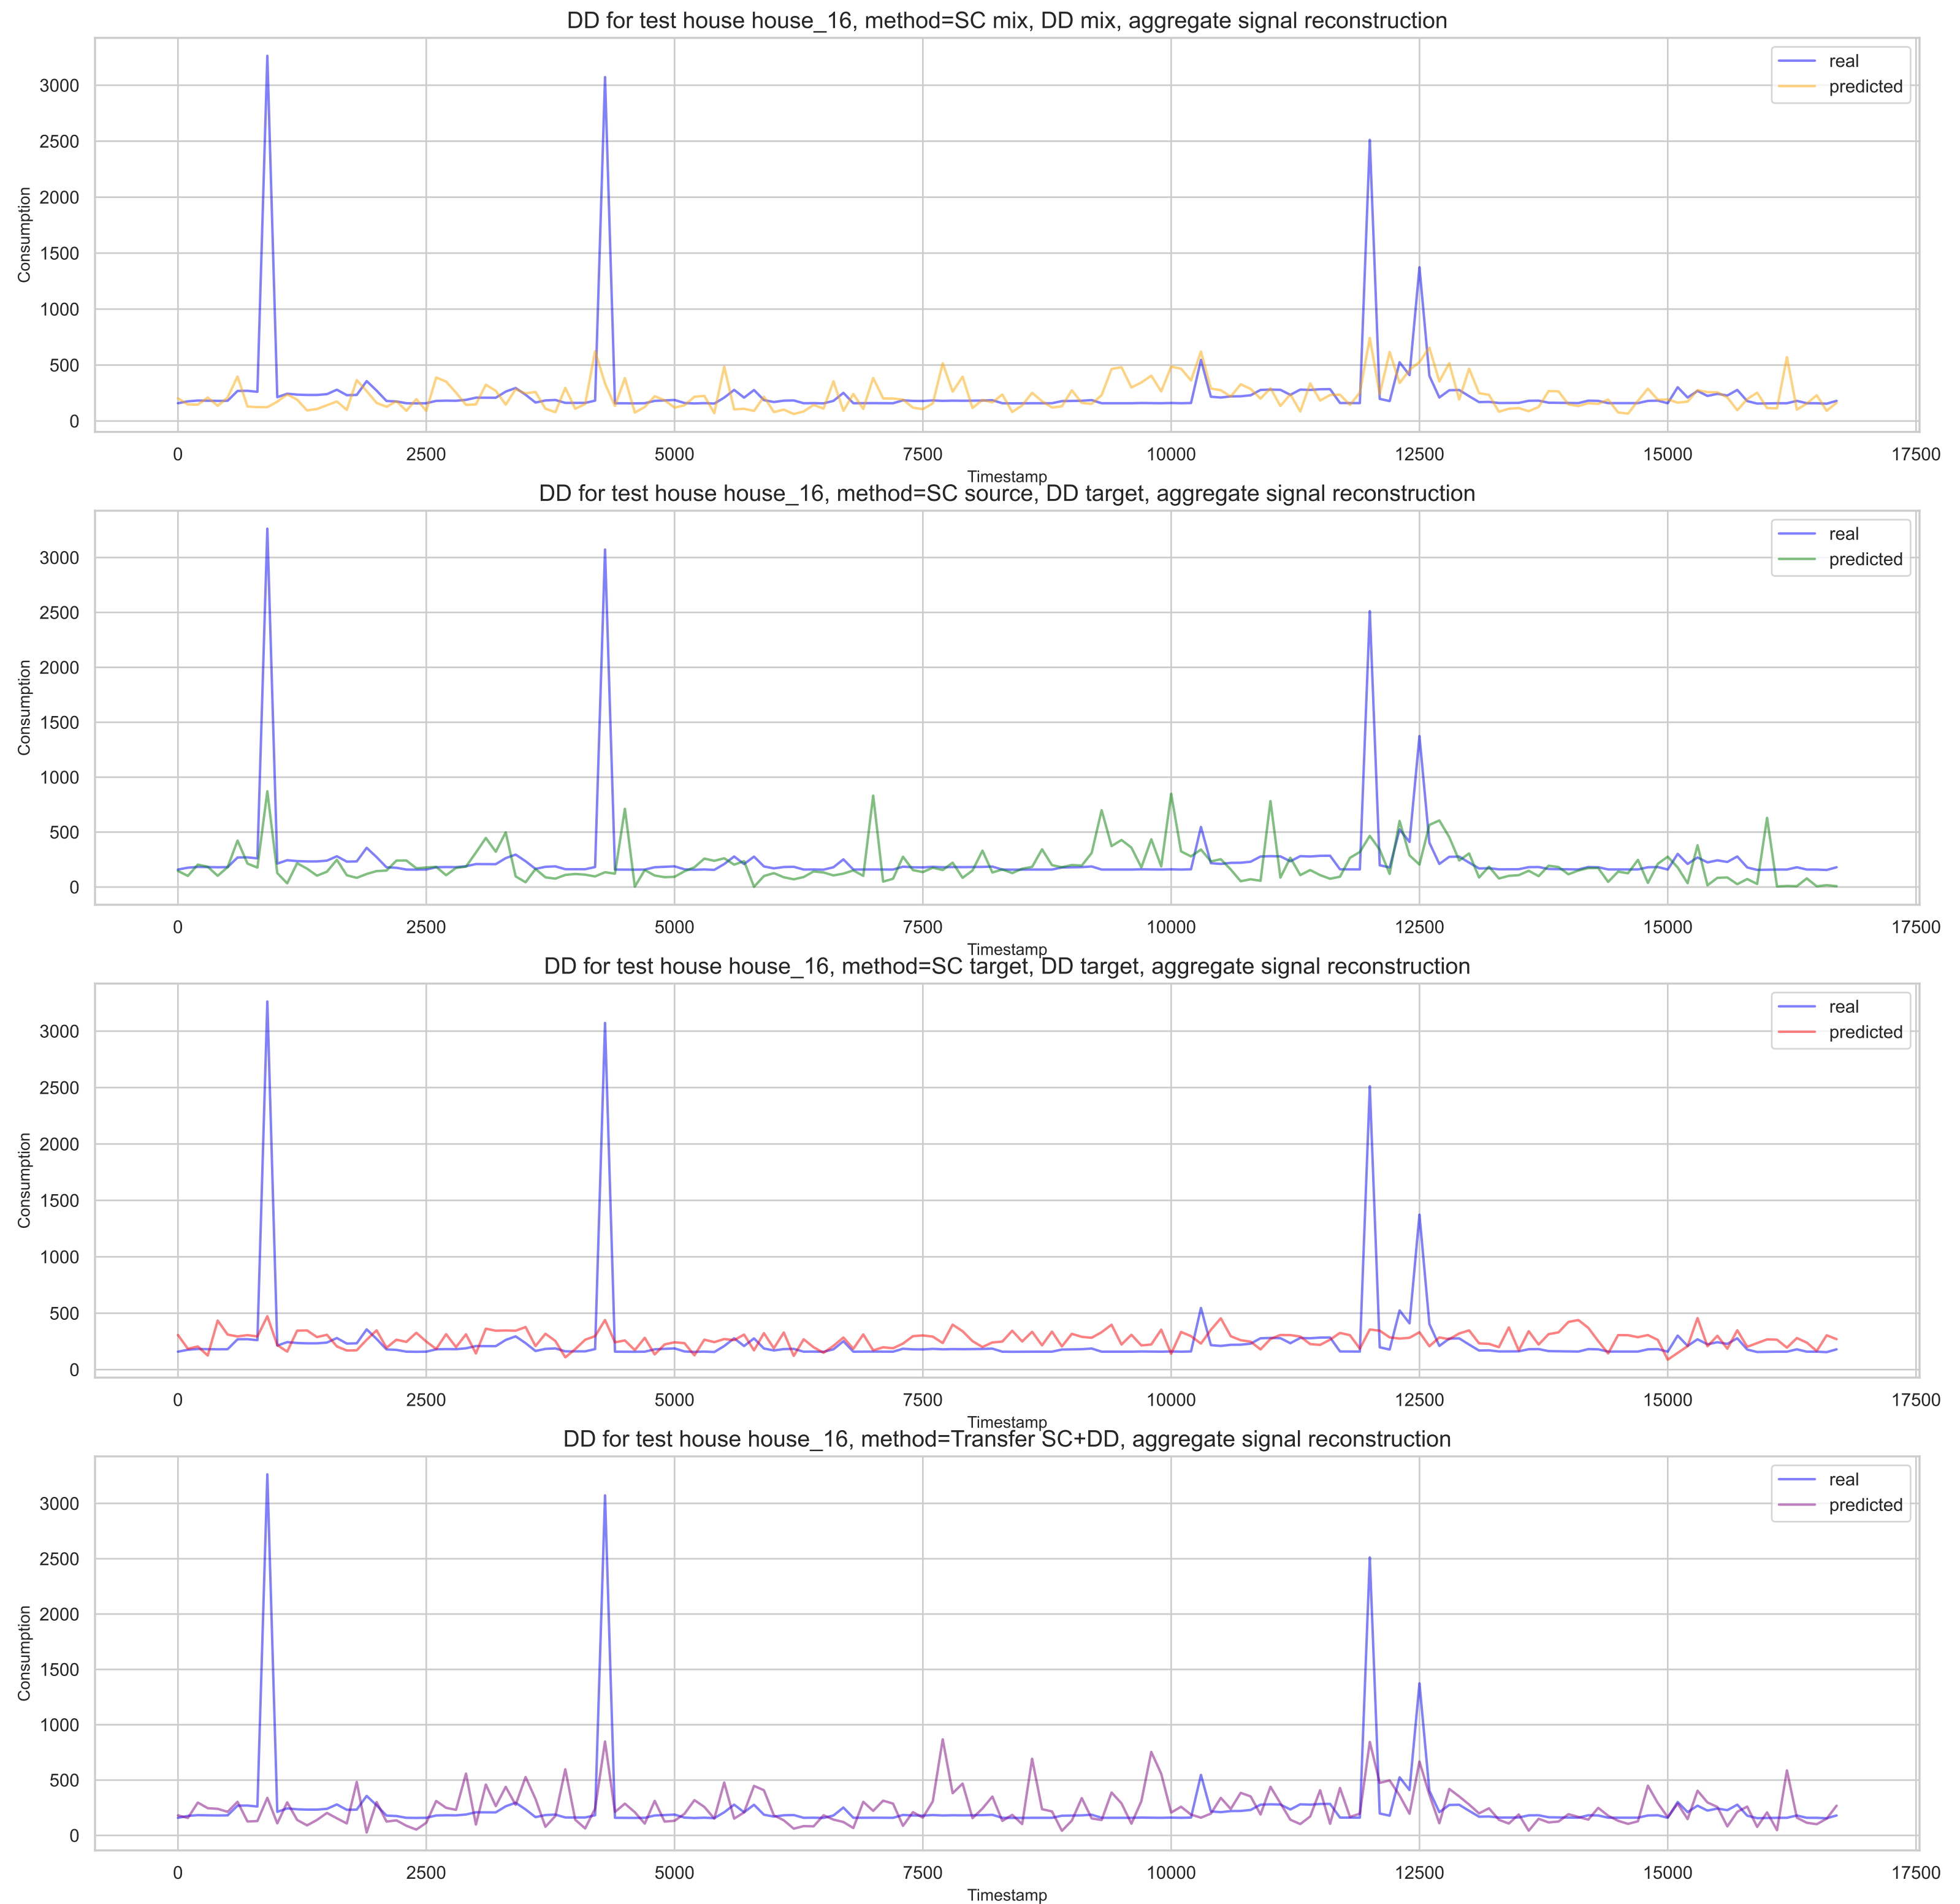 DD for test house house_16, method=SC mix, DD mix, aggregate signal reconstruction
real
predicted
3000
2500
2000
1500
1000
500
0
Consumption
0 2500 5000 7500 10000 12500 15000 17500
Timestamp
DD for test house house_16, method=SC source, DD target, aggregate signal reconstruction
real
predicted
3000
2500
2000
1500
1000
500
0
Consumption
0 2500 5000 7500 10000 12500 15000 17500
Timestamp
DD for test house house_16, method=SC target, DD target, aggregate signal reconstruction
real
predicted
3000
2500
2000
1500
1000
500
0
Consumption
0 2500 5000 7500 10000 12500 15000 17500
Timestamp
DD for test house house_16, method=Transfer SC+DD, aggregate signal reconstruction
real
predicted
3000
2500
2000
1500
1000
500
0
Consumption
0 2500 5000 7500 10000 12500 15000 17500
Timestamp